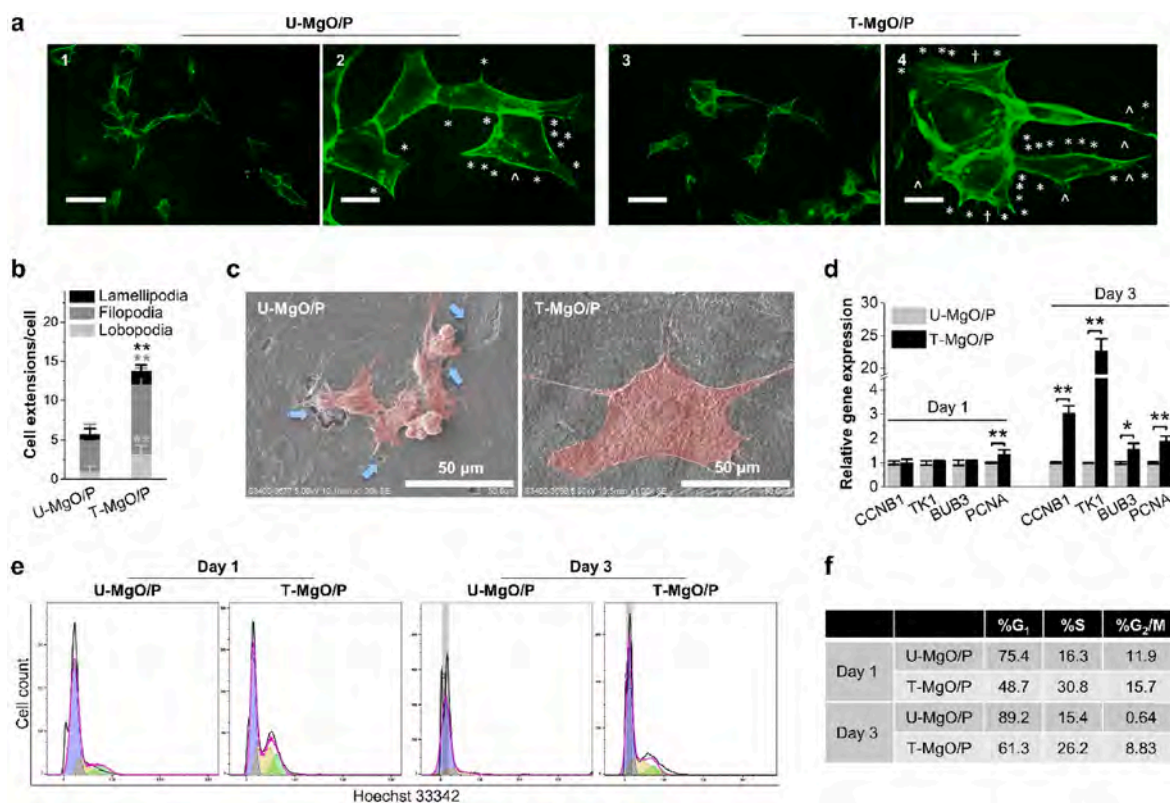 a
U-MgO/P
T-MgO/P
1
2
3
4
* * * * * * * * * * ^ * *
* * * * † * ^ * ^ * * * * * * * * * ^ * ^ ^ * * * † * *
b
Cell extensions/cell
20
15
10
5
0
Lamellipodia
Filopodia
Lobopodia
**
**
**
U-MgO/P
T-MgO/P
c
U-MgO/P
T-MgO/P
50 µm
50 µm
d
Relative gene expression
30
25
20
4
3
2
1
0
U-MgO/P
T-MgO/P
Day 1
Day 3
**
**
**
*
**
CCNB1
TK1
BUB3
PCNA
CCNB1
TK1
BUB3
PCNA
e
Day 1
Day 3
U-MgO/P
T-MgO/P
U-MgO/P
T-MgO/P
Cell count
Hoechst 33342
f
%G1 %S %G2/M
Day 1 U-MgO/P 75.4 16.3 11.9
T-MgO/P 48.7 30.8 15.7
Day 3 U-MgO/P 89.2 15.4 0.64
T-MgO/P 61.3 26.2 8.83